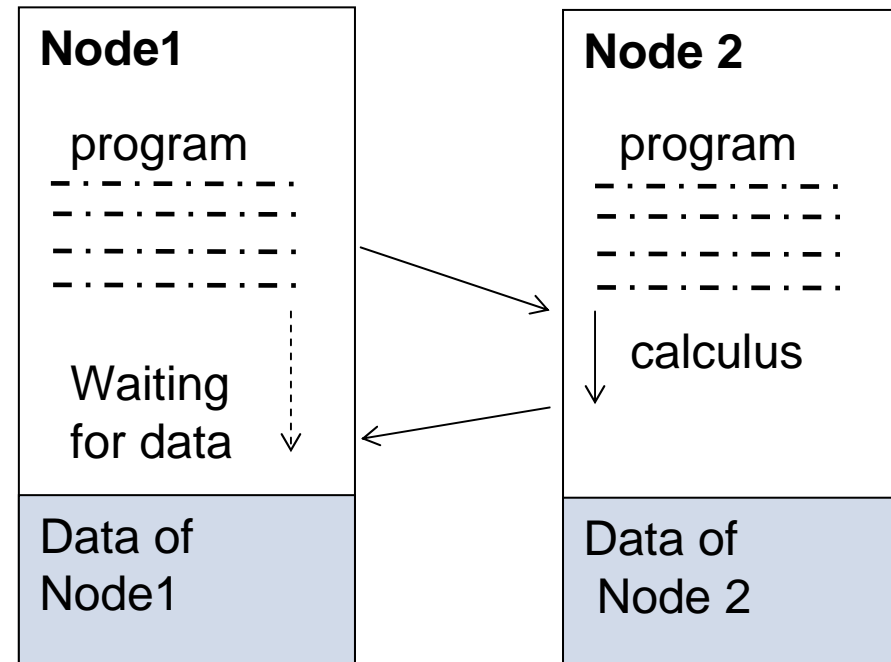 Node1
program
Waiting
for data
Data of
Node1
Node 2
program
calculus
Data of
Node 2